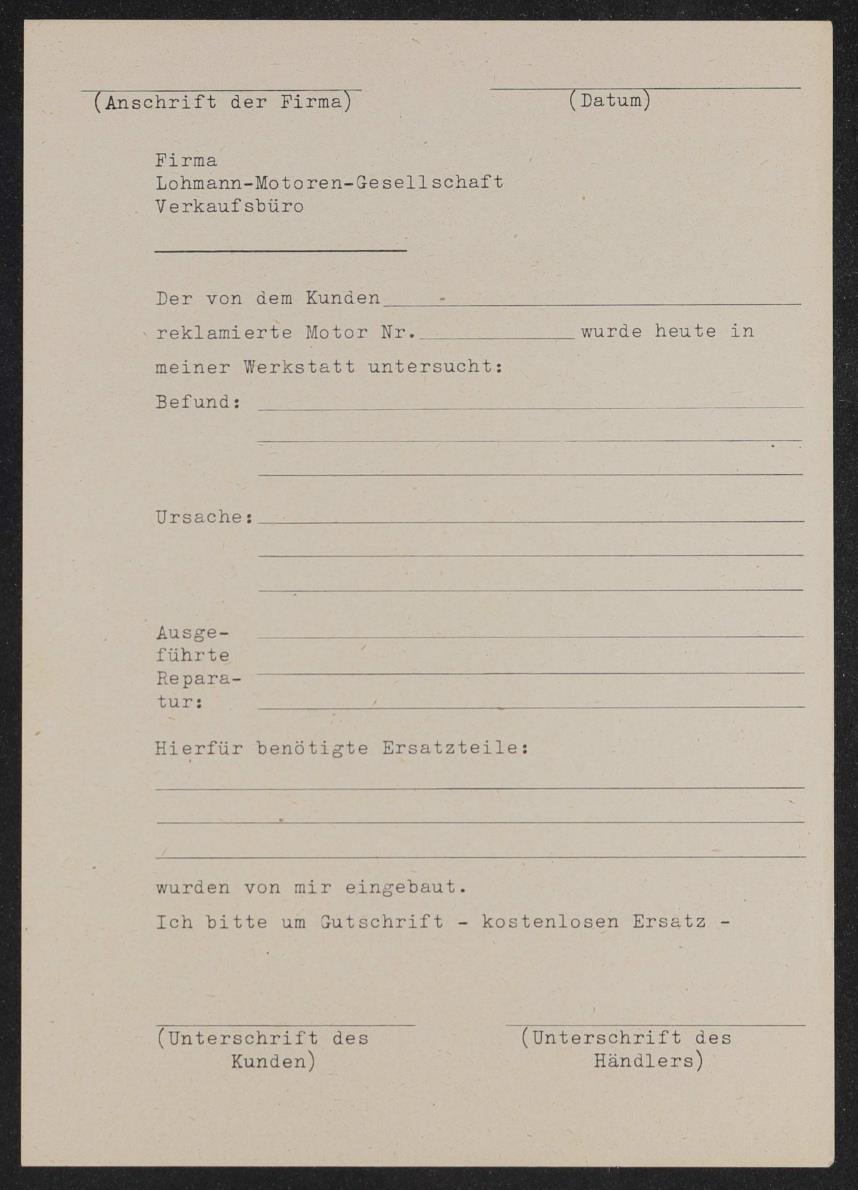 (Anschrift der Firma) (Datum)
Firma
Lohmann-Motoren-Gesellschaft
Verkaufsbüro
Der von dem Kunden
reklamierte Motor Nr. wurde heute in
meiner Werkstatt untersucht:
Befund:
Ursache:
Ausge-
führte
Repara-
tur:
Hierfür benötigte Ersatzteile:
wurden von mir eingebaut.
Ich bitte um Gutschrift - kostenlosen Ersatz -
(Unterschrift des (Unterschrift des
Kunden) Händlers)